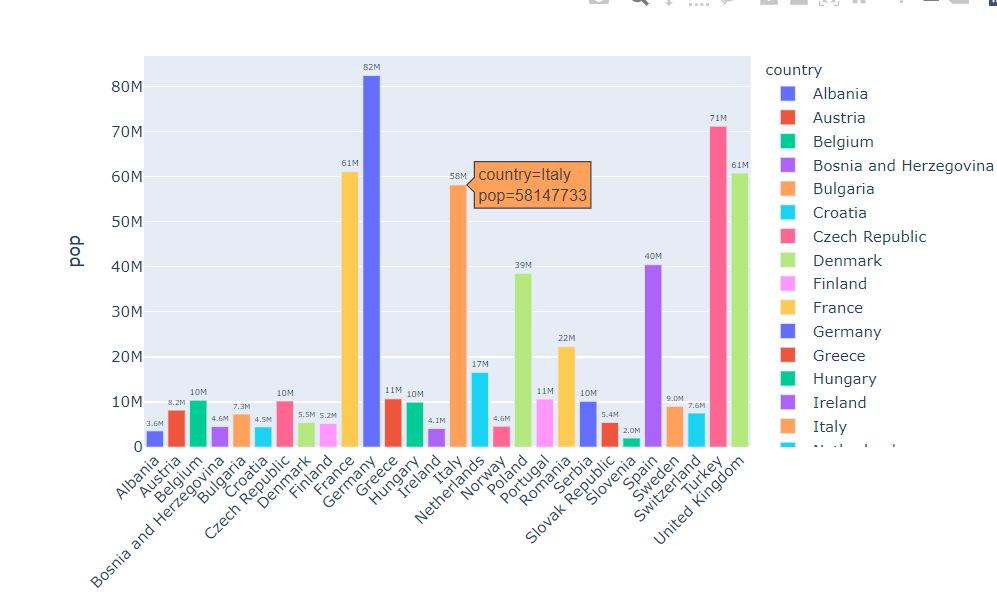 80M
70M
60M
50M
40M
30M
20M
10M
0
pop
3.6M
8.2M
10M
4.6M
7.3M
4.5M
10M
5.5M
5.2M
61M
82M
11M
10M
4.1M
58M
17M
4.6M
39M
11M
22M
10M
5.4M
2.0M
40M
9.0M
7.6M
71M
61M
country=Italy
pop=58147733
Albania
Austria
Belgium
Bosnia and Herzegovina
Bulgaria
Croatia
Czech Republic
Denmark
Finland
France
Germany
Greece
Hungary
Ireland
Italy
Netherlands
Norway
Poland
Portugal
Romania
Serbia
Slovak Republic
Slovenia
Spain
Sweden
Switzerland
Turkey
United Kingdom
country
Albania
Austria
Belgium
Bosnia and Herzegovina
Bulgaria
Croatia
Czech Republic
Denmark
Finland
France
Germany
Greece
Hungary
Ireland
Italy